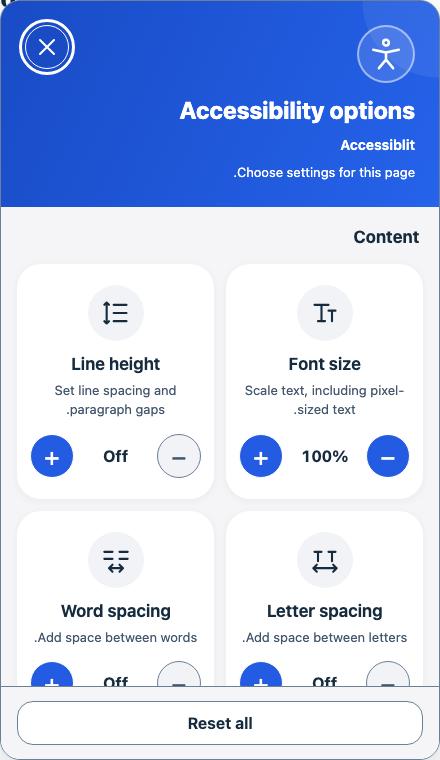 Accessibility options
Accessiblit
.Choose settings for this page
Content
Font size
Scale text, including pixel-
.sized text
+ 100% −
Line height
Set line spacing and
.paragraph gaps
+ Off −
Letter spacing
.Add space between letters
+ Off −
Word spacing
.Add space between words
+ Off −
Reset all